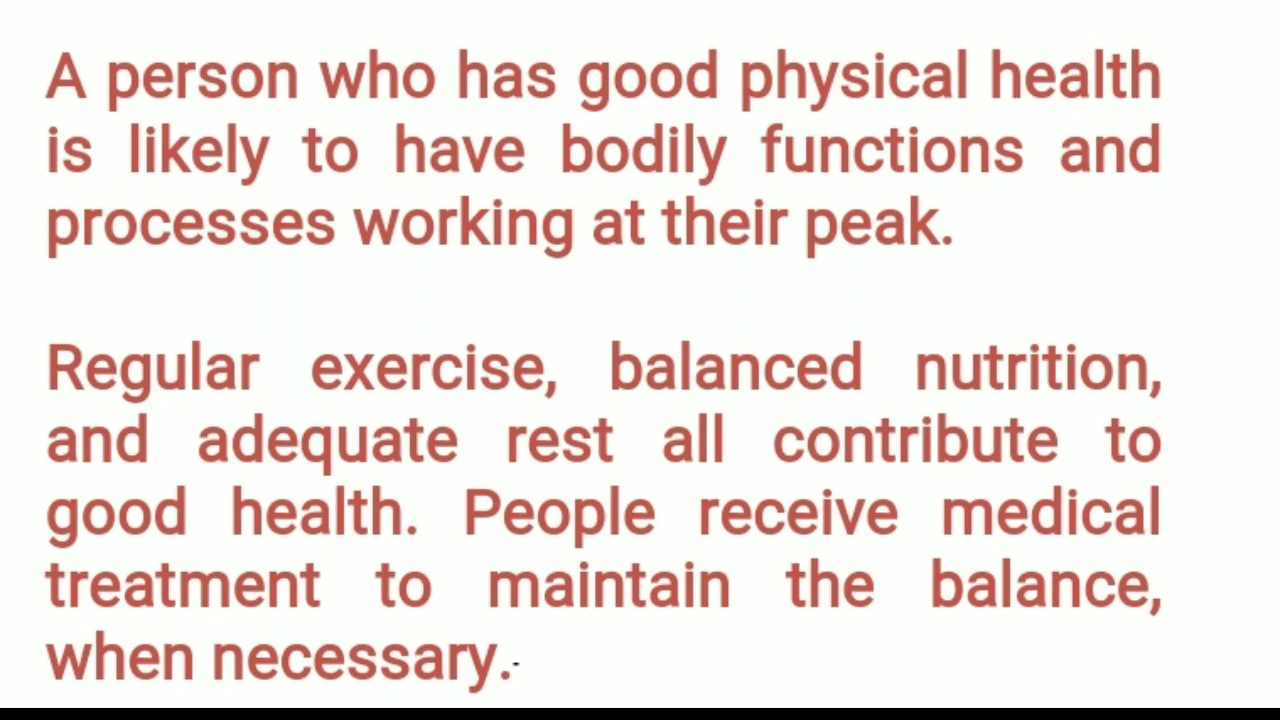 A person who has good physical health
is likely to have bodily functions and
processes working at their peak.
Regular exercise, balanced nutrition,
and adequate rest all contribute to
good health. People receive medical
treatment to maintain the balance,
when necessary.-